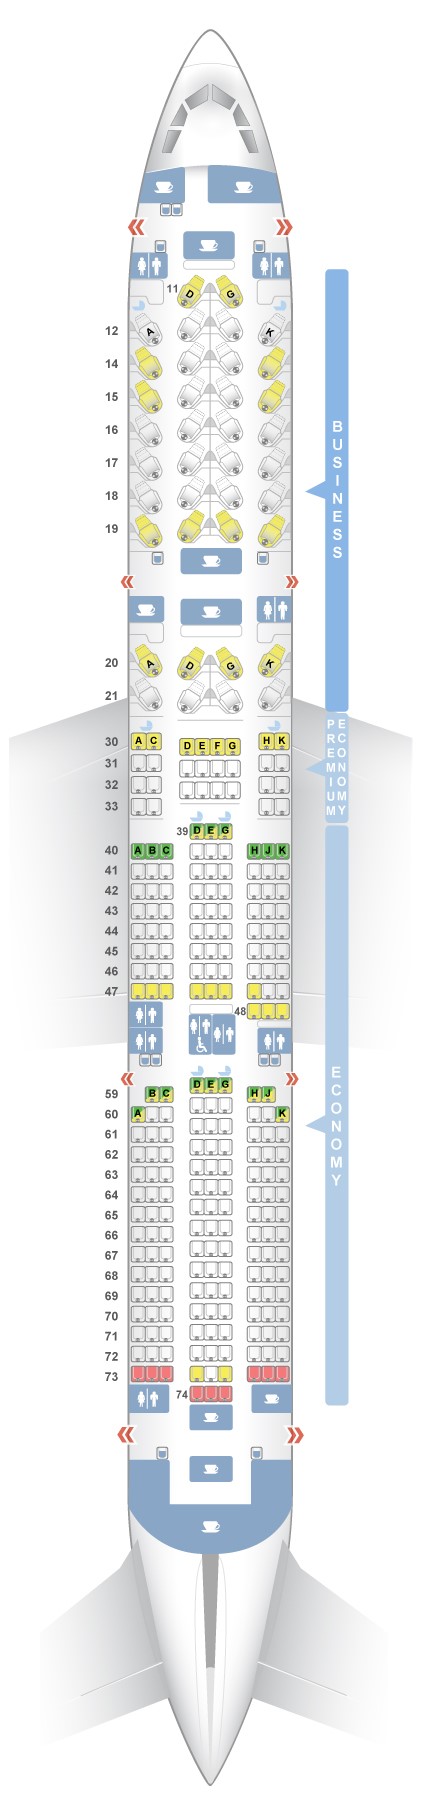 11 D G
12 A K
14
15
16
17
18
19
BUSINESS
20 A D G K
21
30 A C D E F G H K
31
32
33
PREMIUM
ECONOMY
39 D E G
40 A B C H J K
41
42
43
44
45
46
47
48
D E G
59 B C H J
60 A K
61
62
63
64
65
66
67
68
69
70
71
72
73
74
ECONOMY